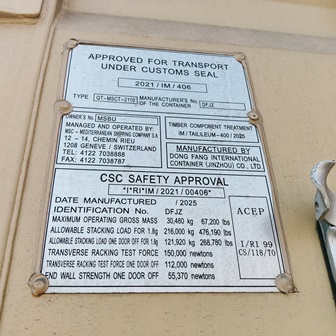 APPROVED FOR TRANSPORT
UNDER CUSTOMS SEAL
2021 / IM / 406
TYPE QT-MSCT-2110 MANUFACTURER'S No. OF THE CONTAINER DFJZ
OWNER'S No. MSBU
MANAGED AND OPERATED BY:
MSC - MEDITERRANEAN SHIPPING COMPANY S.A
12 - 14, CHEMIN RIEU
1208 GENEVE / SWITZERLAND
TEL: 4122 7038888
FAX: 4122 7038787
TIMBER COMPONENT TREATMENT
IM / TAILILEUM-400 / 2025
MANUFACTURED BY
DONG FANG INTERNATIONAL
CONTAINER (JINZHOU) CO., LTD
CSC SAFETY APPROVAL
*I*RI*IM / 2021 / 00406*
DATE MANUFACTURED / 2025
IDENTIFICATION No. DFJZ
MAXIMUM OPERATING GROSS MASS 30,480 kg 67,200 lbs
ALLOWABLE STACKING LOAD FOR 1.8g 216,000 kg 476,190 lbs
ALLOWABLE STACKING LOAD ONE DOOR OFF FOR 1.8g 121,920 kg 268,780 lbs
TRANSVERSE RACKING TEST FORCE 150,000 newtons
TRANSVERSE RACKING TEST FORCE ONE DOOR OFF 112,000 newtons
END WALL STRENGTH ONE DOOR OFF 55,370 newtons
ACEP
I/RI 99
CS/118/TO